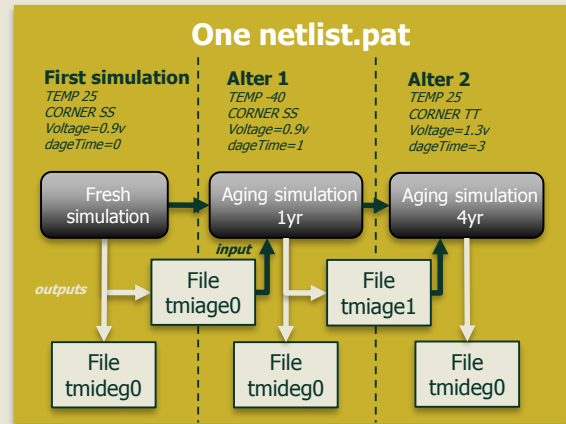 One netlist.pat
First simulation
TEMP 25
CORNER SS
Voltage=0.9v
dageTime=0
Alter 1
TEMP -40
CORNER SS
Voltage=0.9v
dageTime=1
Alter 2
TEMP 25
CORNER TT
Voltage=1.3v
dageTime=3
Fresh
simulation
Aging simulation
1yr
Aging simulation
4yr
input
outputs
File
tmiage0
File
tmiage1
File
tmideg0
File
tmideg0
File
tmideg0